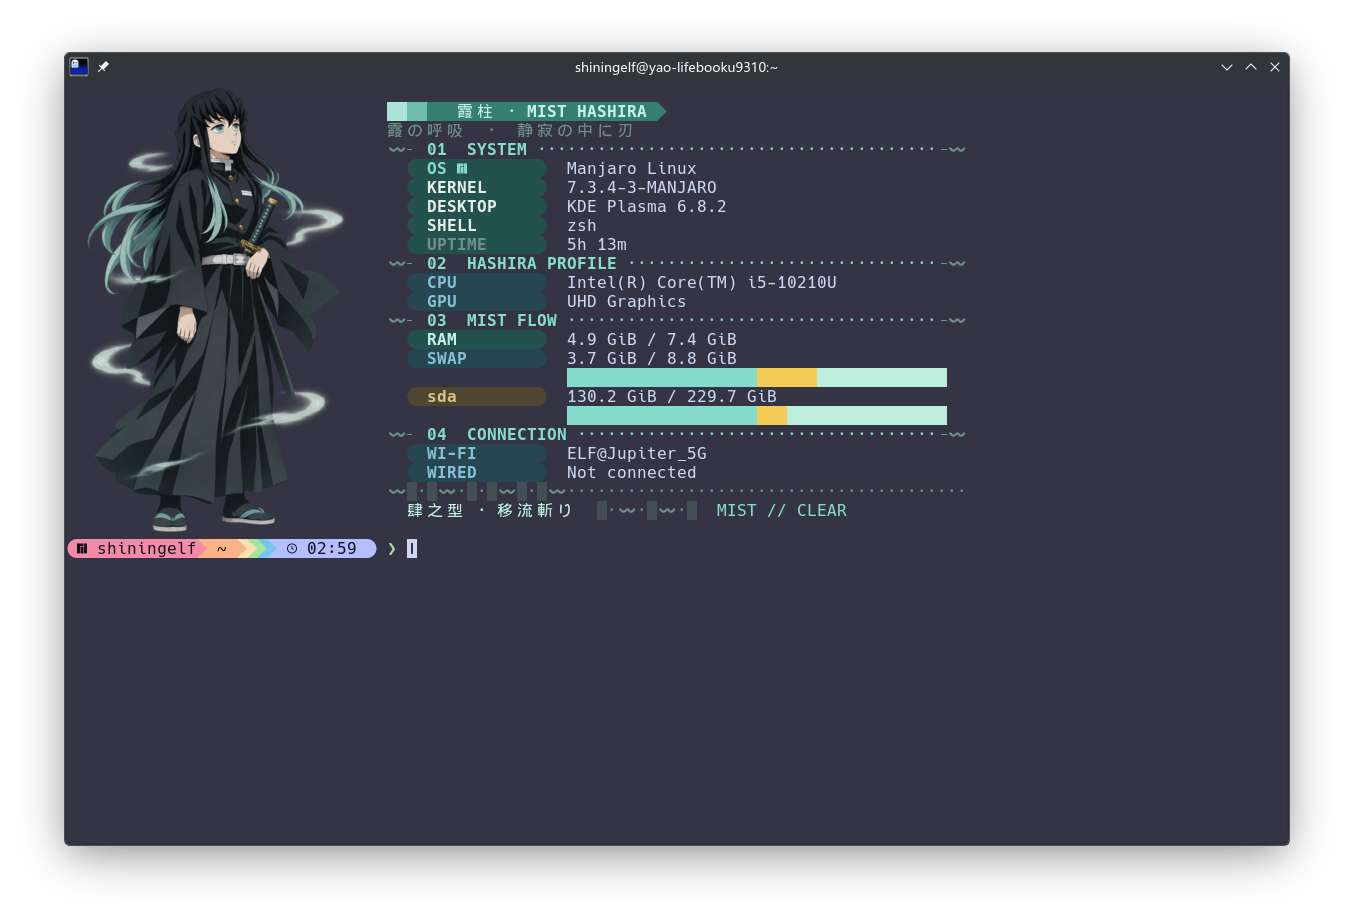 shiningelf@yao-lifebooku9310:~
霞柱 · MIST HASHIRA
霞の呼吸 · 静寂の中に刃
01 SYSTEM
OS Manjaro Linux
KERNEL 7.3.4-3-MANJARO
DESKTOP KDE Plasma 6.8.2
SHELL zsh
UPTIME 5h 13m
02 HASHIRA PROFILE
CPU Intel(R) Core(TM) i5-10210U
GPU UHD Graphics
03 MIST FLOW
RAM 4.9 GiB / 7.4 GiB
SWAP 3.7 GiB / 8.8 GiB
sda 130.2 GiB / 229.7 GiB
04 CONNECTION
WI-FI ELF@Jupiter_5G
WIRED Not connected
肆之型 · 移流斬り MIST // CLEAR
shiningelf ~ 02:59 ❯